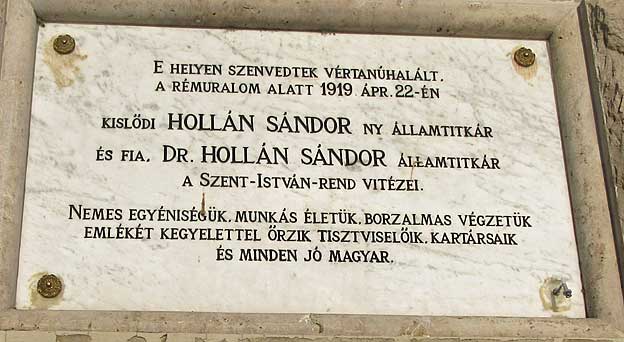 E HELYEN SZENVEDTEK VÉRTANÚHALÁLT.
A RÉMURALOM ALATT 1919 ÁPR. 22-ÉN
KISLŐDI HOLLÁN SÁNDOR NY ÁLLAMTITKÁR
ÉS FIA. DR. HOLLÁN SÁNDOR ÁLLAMTITKÁR
A SZENT-ISTVÁN-REND VITÉZEI.
NEMES EGYÉNISÉGÜK. MUNKÁS ÉLETÜK. BORZALMAS VÉGZETÜK
EMLÉKÉT KEGYELETTEL ŐRZIK TISZTVISELŐIK. KARTÁRSAIK
ÉS MINDEN JÓ MAGYAR.